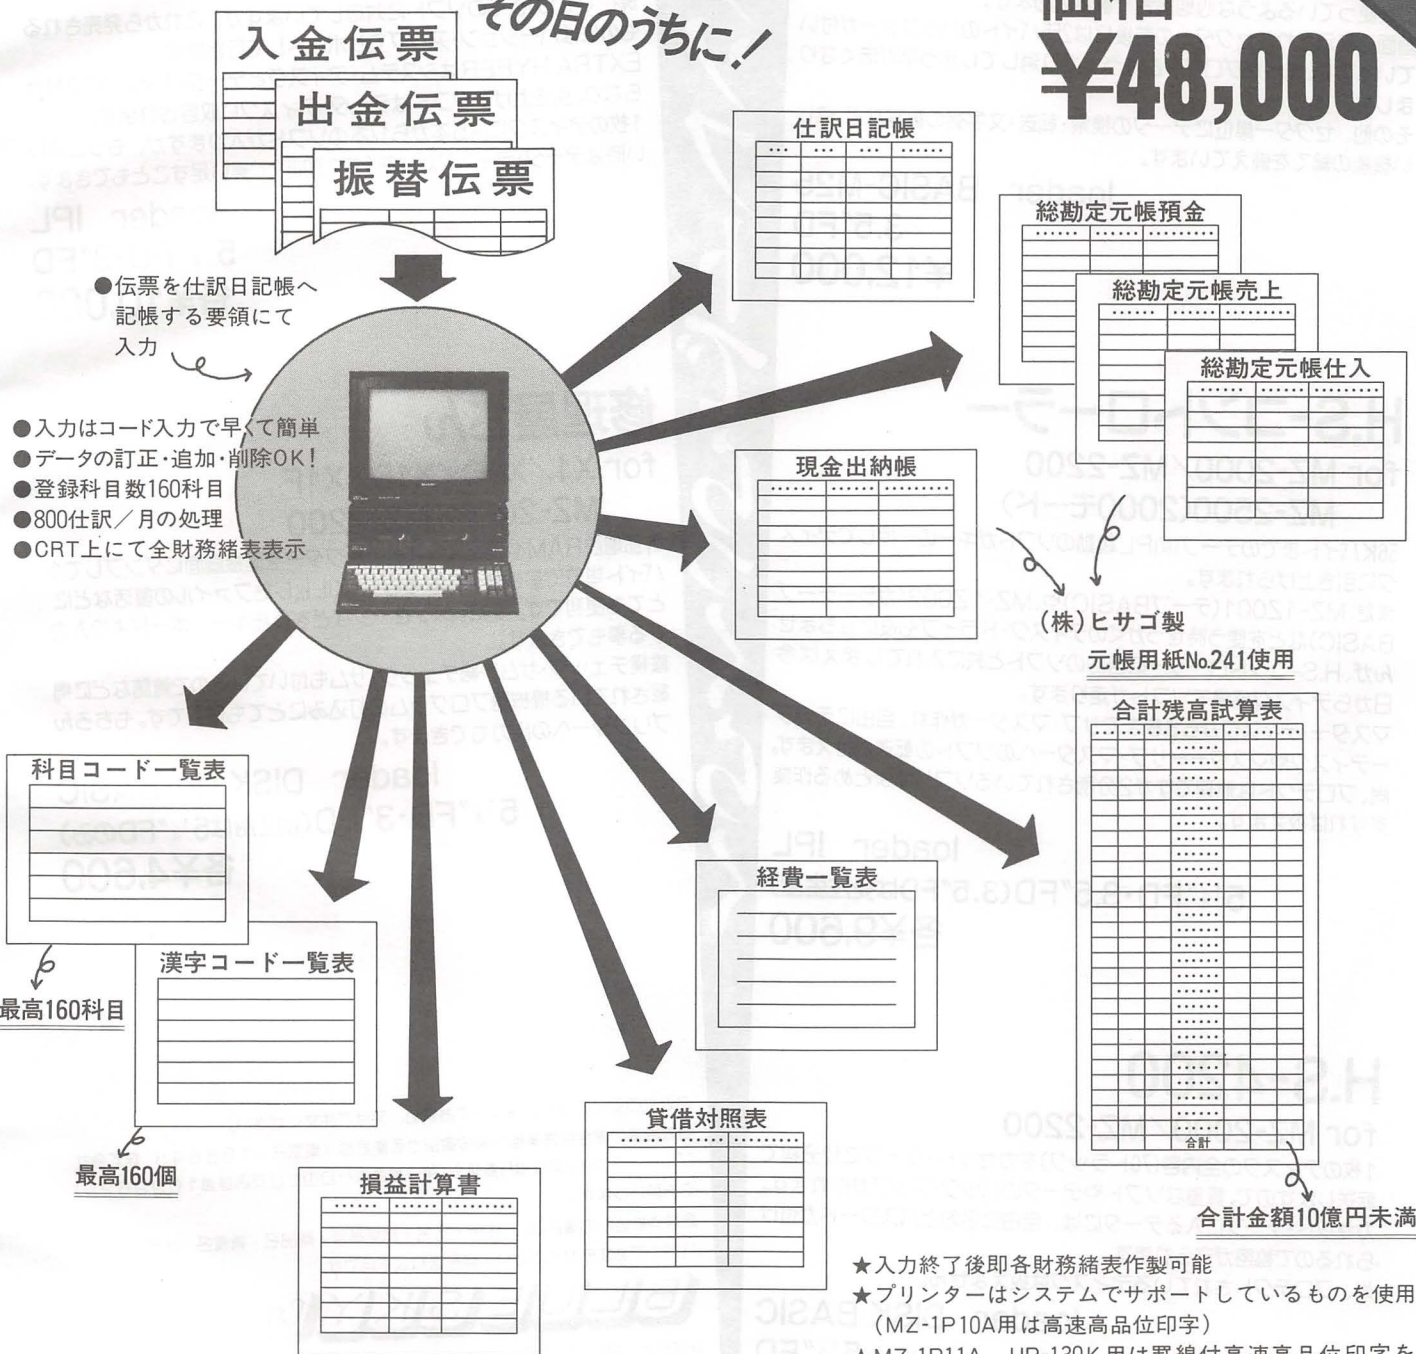 その日のうちに！
¥48,000
入金伝票
出金伝票
振替伝票
●伝票を仕訳日記帳へ
記帳する要領にて
入力
●入力はコード入力で早くて簡単
●データの訂正・追加・削除OK！
●登録科目数160科目
●800仕訳／月の処理
●CRT上にて全財務緒表表示
仕訳日記帳
総勘定元帳預金
総勘定元帳売上
総勘定元帳仕入
現金出納帳
(株)ヒサゴ製
元帳用紙No.241使用
合計残高試算表
合計
合計金額10億円未満
科目コード一覧表
最高160科目
漢字コード一覧表
最高160個
経費一覧表
貸借対照表
損益計算書
★入力終了後即各財務緒表作製可能
★プリンターはシステムでサポートしているものを使用
(MZ-1P10A用は高速高品位印字)